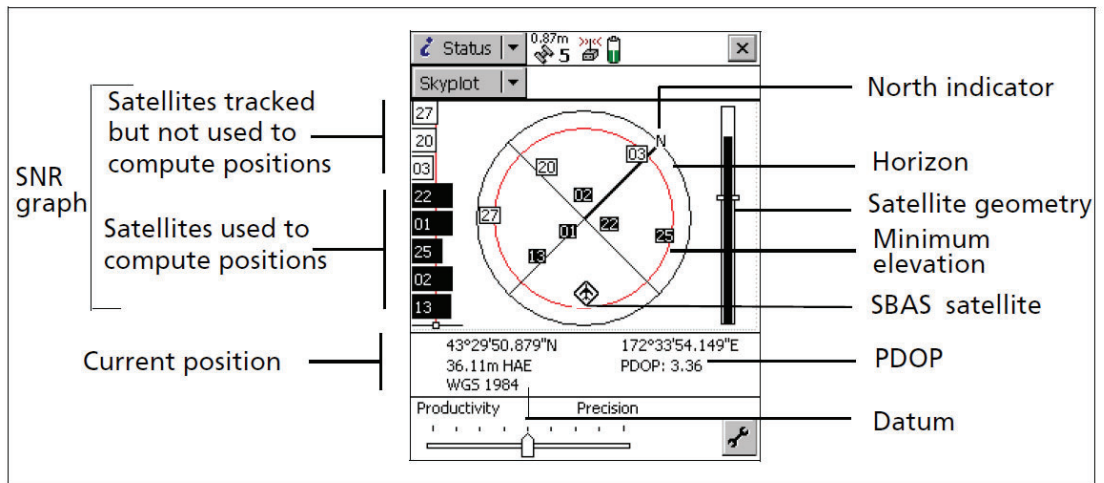 Status
0.87m
5
Skyplot
27
20
03
22
01
25
02
13
N
03
20
02
27
01
22
25
13
43°29'50.879"N 172°33'54.149"E
36.11m HAE PDOP: 3.36
WGS 1984
Productivity Precision
SNR
graph
Satellites tracked
but not used to
compute positions
Satellites used to
compute positions
Current position
North indicator
Horizon
Satellite geometry
Minimum
elevation
SBAS satellite
PDOP
Datum